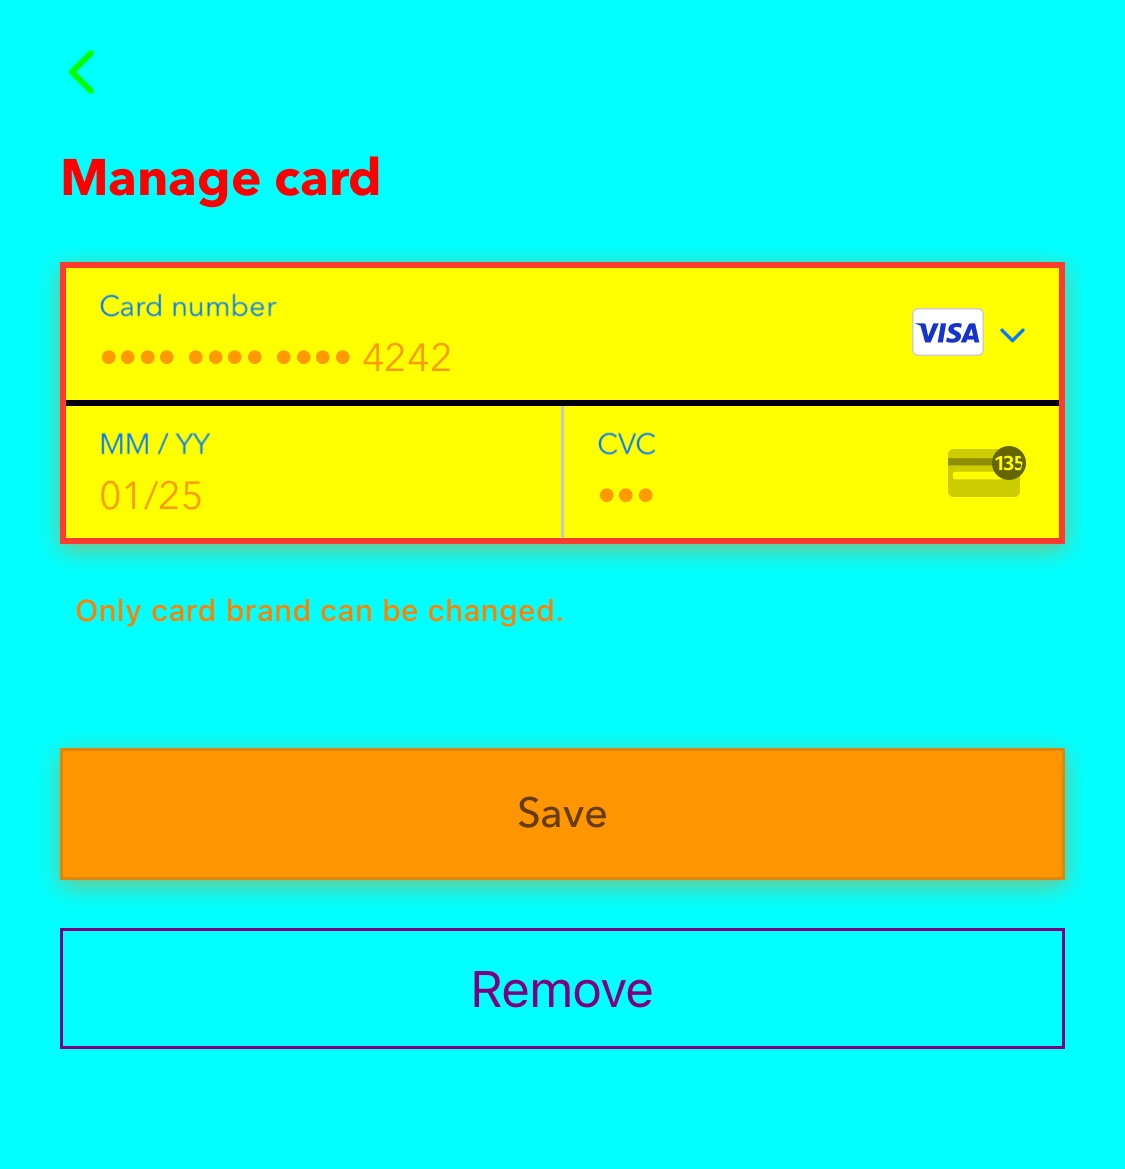 Manage card
Card number
•••• •••• •••• 4242
VISA
MM / YY
CVC
01/25
•••
135
Only card brand can be changed.
Save
Remove